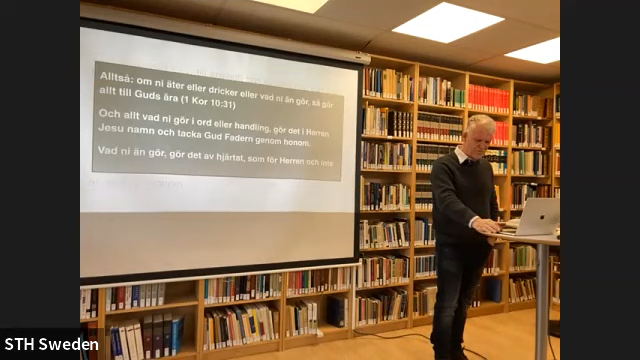 Alltså: om ni äter eller dricker eller vad ni än gör, så gör
allt till Guds ära (1 Kor 10:31)
Och allt vad ni gör i ord eller handling, gör det i Herren
Jesu namn och tacka Gud Fadern genom honom.
Vad ni än gör, gör det av hjärtat, som för Herren och inte
STH Sweden